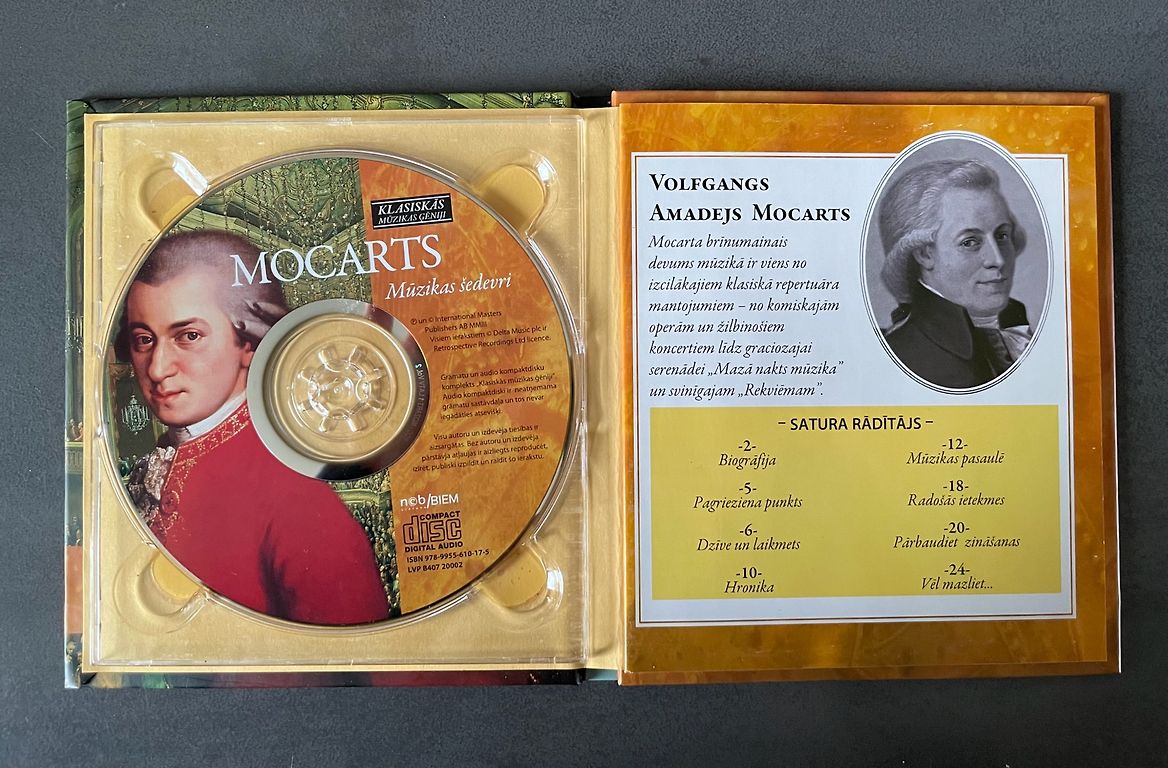 KLASISKĀS
MŪZIKAS ĢĒNIJI
MOCARTS
Mūzikas šedevri
℗ un © International Masters
Publishers AB MMIII
Visiem ierakstiem © Delta Music plc ir
Retrospective Recordings Ltd licence.
Grāmatu un audio kompaktdisku
komplekts „Klasiskās mūzikas ģēniji”
Audio kompaktdiski ir neatņemama
grāmatu sastāvdaļa un tos nevar
iegādāties atsevišķi.
Visu autoru un izdevēja tiesības ir
aizsargātas. Bez autoru un izdevēja
pārstāvja atļaujas ir aizliegts reproducēt,
izīrēt, publiski izpildīt un raidīt šo ierakstu.
n©b/BIEM
COMPACT
disc
DIGITAL AUDIO
ISBN 978-9955-610-17-5
LVP B407 20002
Volfgangs
Amadejs Mocarts
Mocarta brīnumainais
devums mūzikā ir viens no
izcilākajiem klasiskā repertuāra
mantojumiem – no komiskajām
operām un žilbinošiem
koncertiem līdz graciozajai
serenādei „Mazā nakts mūzika”
un svinīgajam „Rekviēmam”.
– SATURA RĀDĪTĀJS –
-2-
Biogrāfija
-5-
Pagrieziena punkts
-6-
Dzīve un laikmets
-10-
Hronika
-12-
Mūzikas pasaulē
-18-
Radošās ietekmes
-20-
Pārbaudiet zināšanas
-24-
Vēl mazliet...